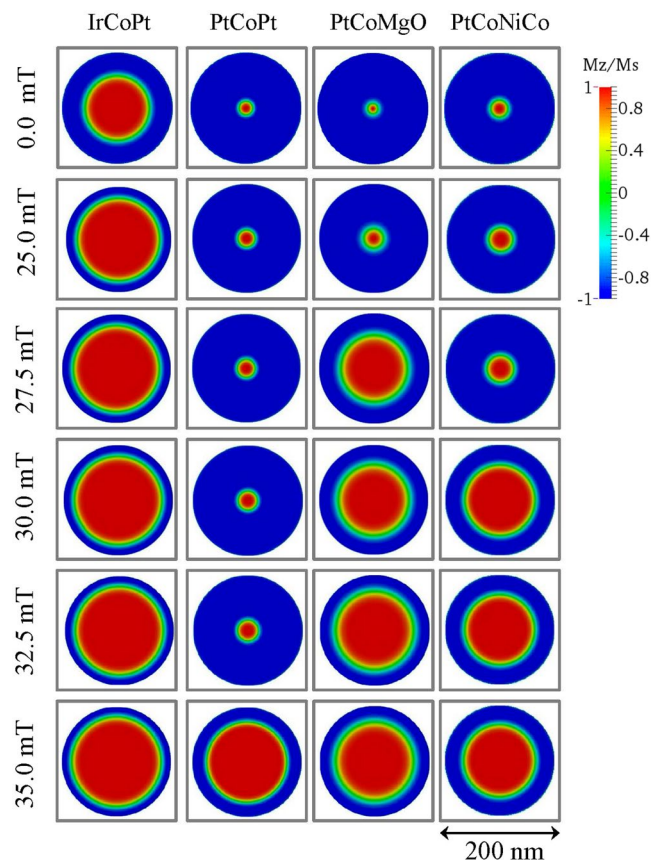 IrCoPt PtCoPt PtCoMgO PtCoNiCo
Mz/Ms
1
0.8
0.4
0
-0.4
-0.8
-1
0.0 mT
25.0 mT
27.5 mT
30.0 mT
32.5 mT
35.0 mT
200 nm